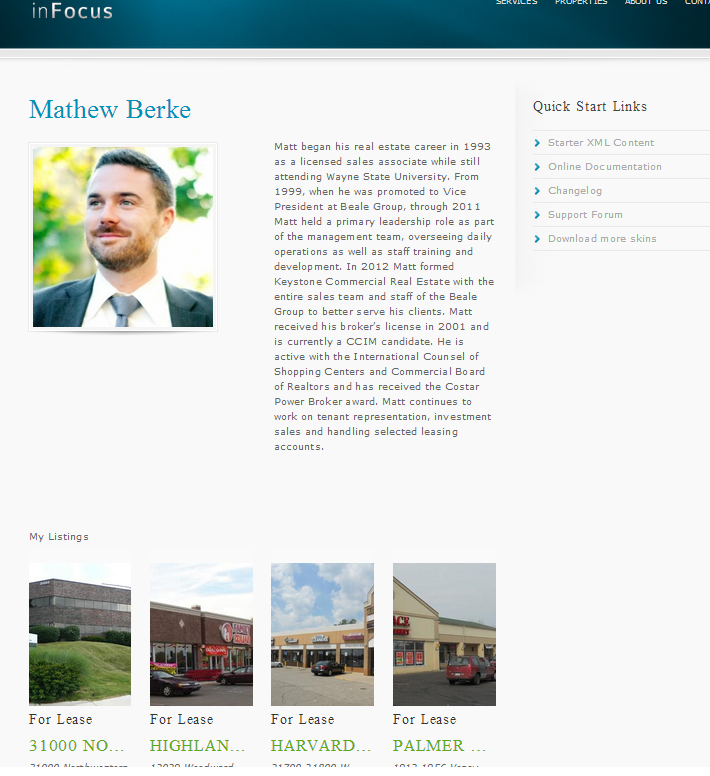 inFocus
SERVICES PROPERTIES ABOUT US
Mathew Berke
Matt began his real estate career in 1993
as a licensed sales associate while still
attending Wayne State University. From
1999, when he was promoted to Vice
President at Beale Group, through 2011
Matt held a primary leadership role as part
of the management team, overseeing daily
operations as well as staff training and
development. In 2012 Matt formed
Keystone Commercial Real Estate with the
entire sales team and staff of the Beale
Group to better serve his clients. Matt
received his broker's license in 2001 and
is currently a CCIM candidate. He is
active with the International Counsel of
Shopping Centers and Commercial Board
of Realtors and has received the Costar
Power Broker award. Matt continues to
work on tenant representation, investment
sales and handling selected leasing
accounts.
Quick Start Links
Starter XML Content
Online Documentation
Changelog
Support Forum
Download more skins
My Listings
For Lease
31000 NO...
For Lease
HIGHLAN...
For Lease
HARVARD...
For Lease
PALMER ...